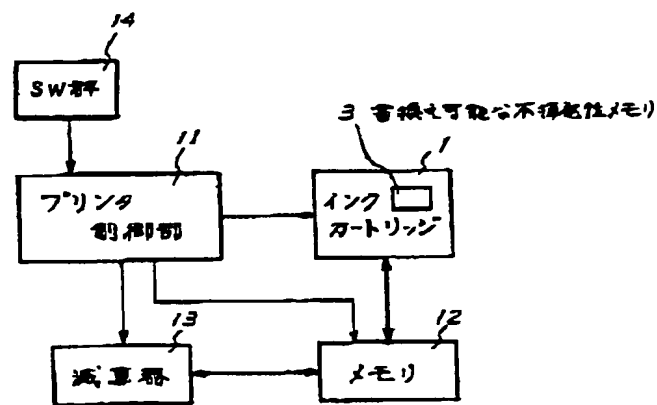 14
SW群
3 書換え可能な不揮発性メモリ
11
1
プリンタ
制御部
インク
カートリッジ
13
12
減算器
メモリ